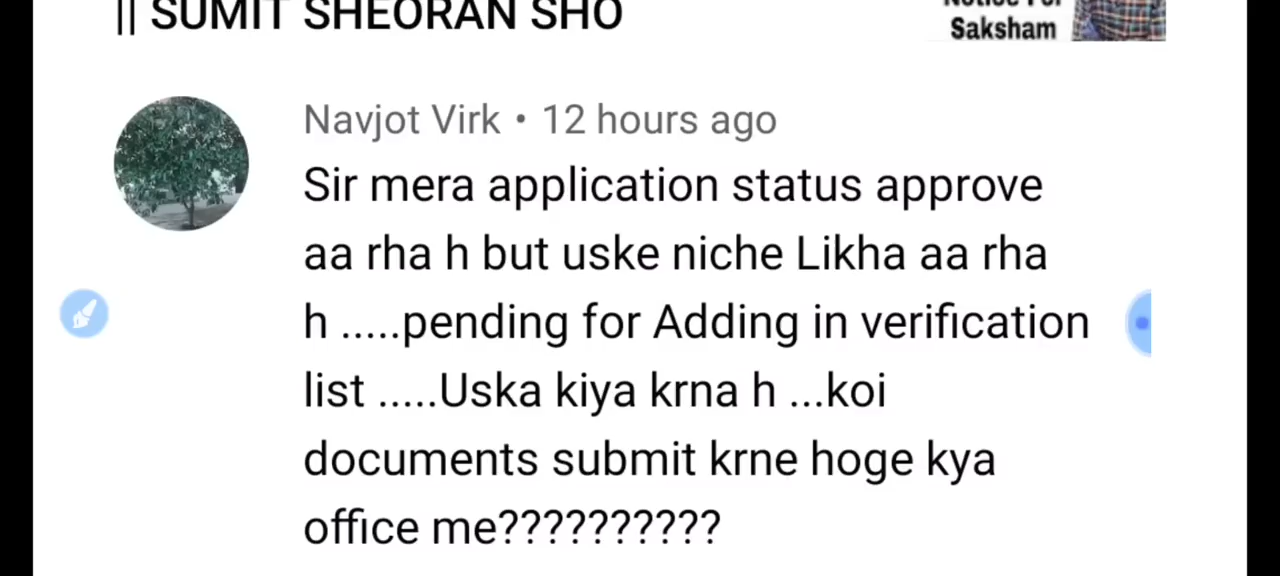 || SUMIT SHEORAN SHO
Notice For
Saksham
Navjot Virk • 12 hours ago
Sir mera application status approve
aa rha h but uske niche Likha aa rha
h .....pending for Adding in verification
list .....Uska kiya krna h ...koi
documents submit krne hoge kya
office me??????????